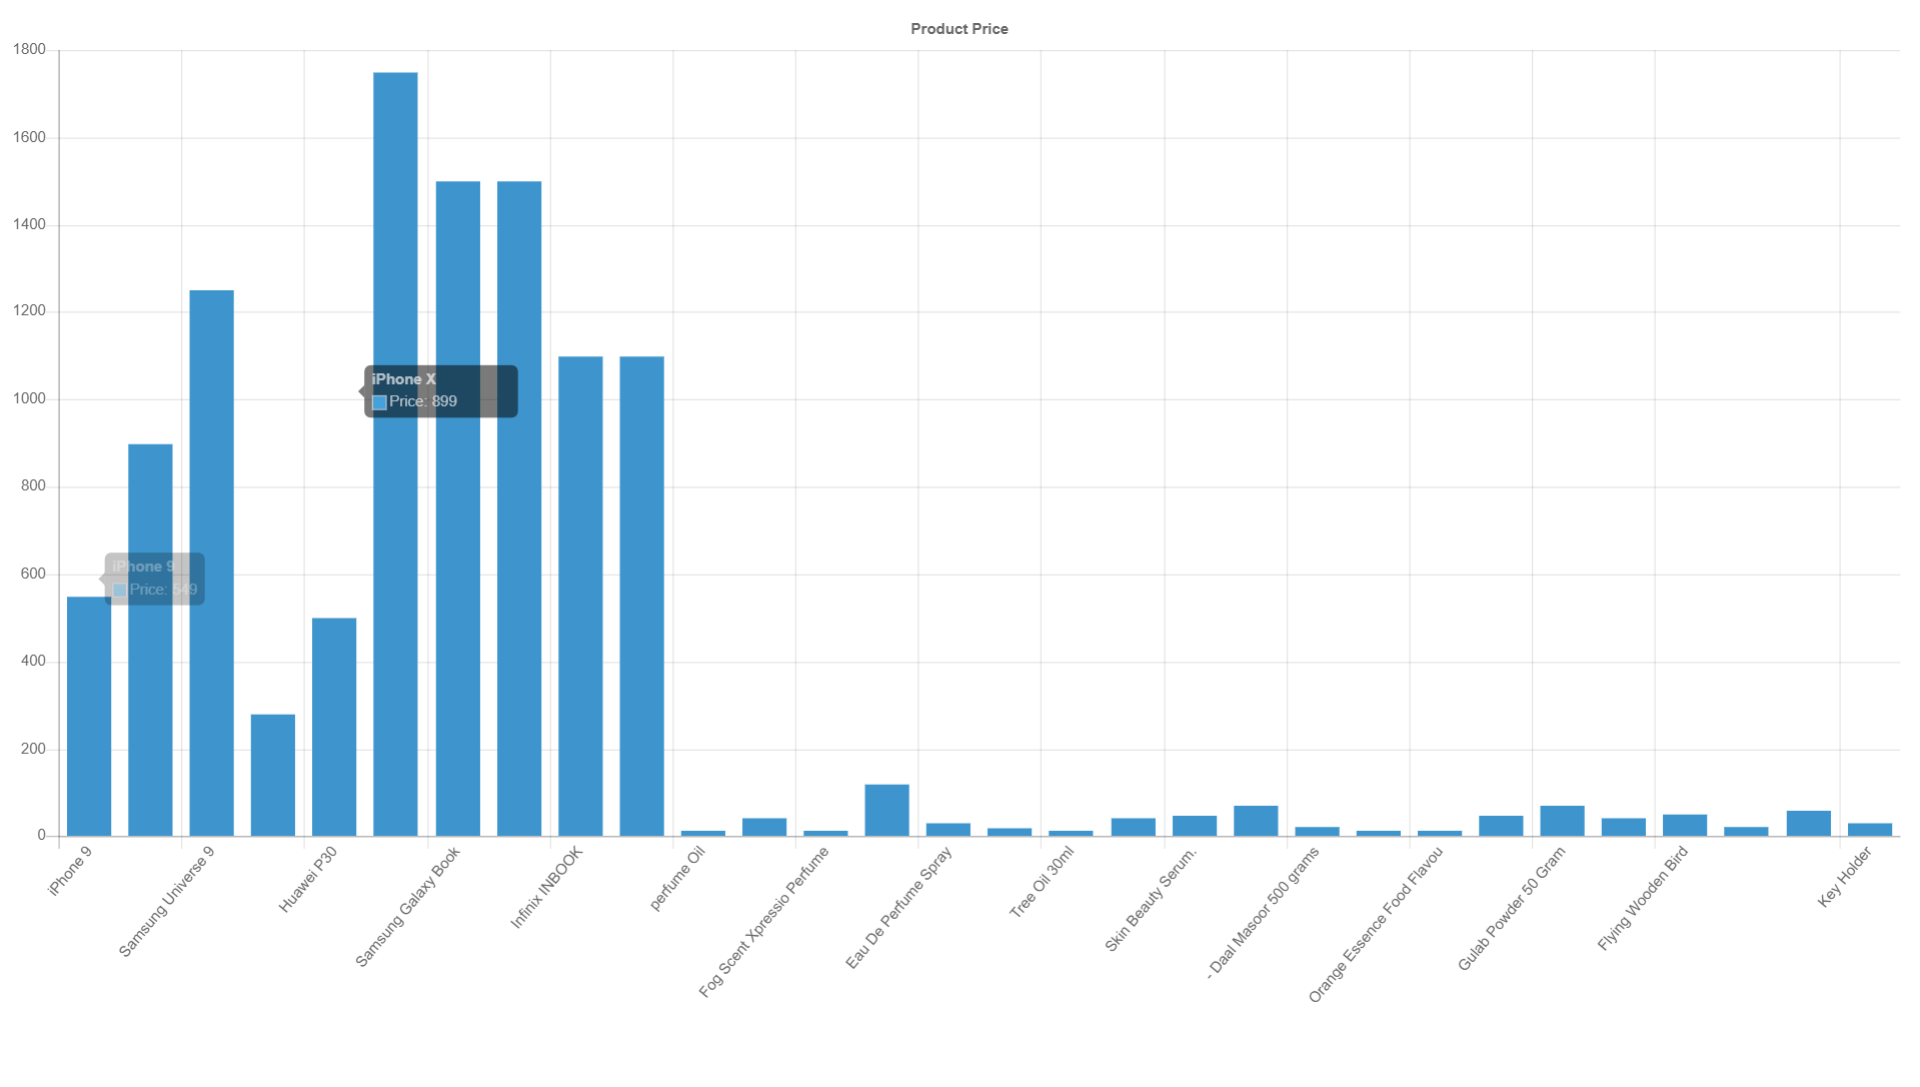 Product Price
1800
1600
1400
1200
1000
800
600
400
200
0
iPhone X
Price: 899
iPhone 9
Price: 549
iPhone 9
Samsung Universe 9
Huawei P30
Samsung Galaxy Book
Infinix INBOOK
perfume Oil
Fog Scent Xpressio Perfume
Eau De Perfume Spray
Tree Oil 30ml
Skin Beauty Serum.
- Daal Masoor 500 grams
Orange Essence Food Flavou
Gulab Powder 50 Gram
Flying Wooden Bird
Key Holder